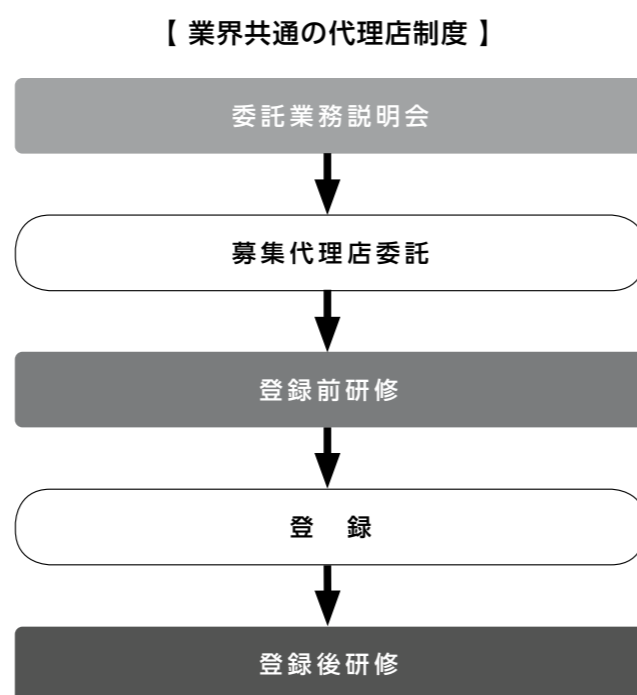 【 業界共通の代理店制度 】
委託業務説明会
募集代理店委託
登録前研修
登　録
登録後研修